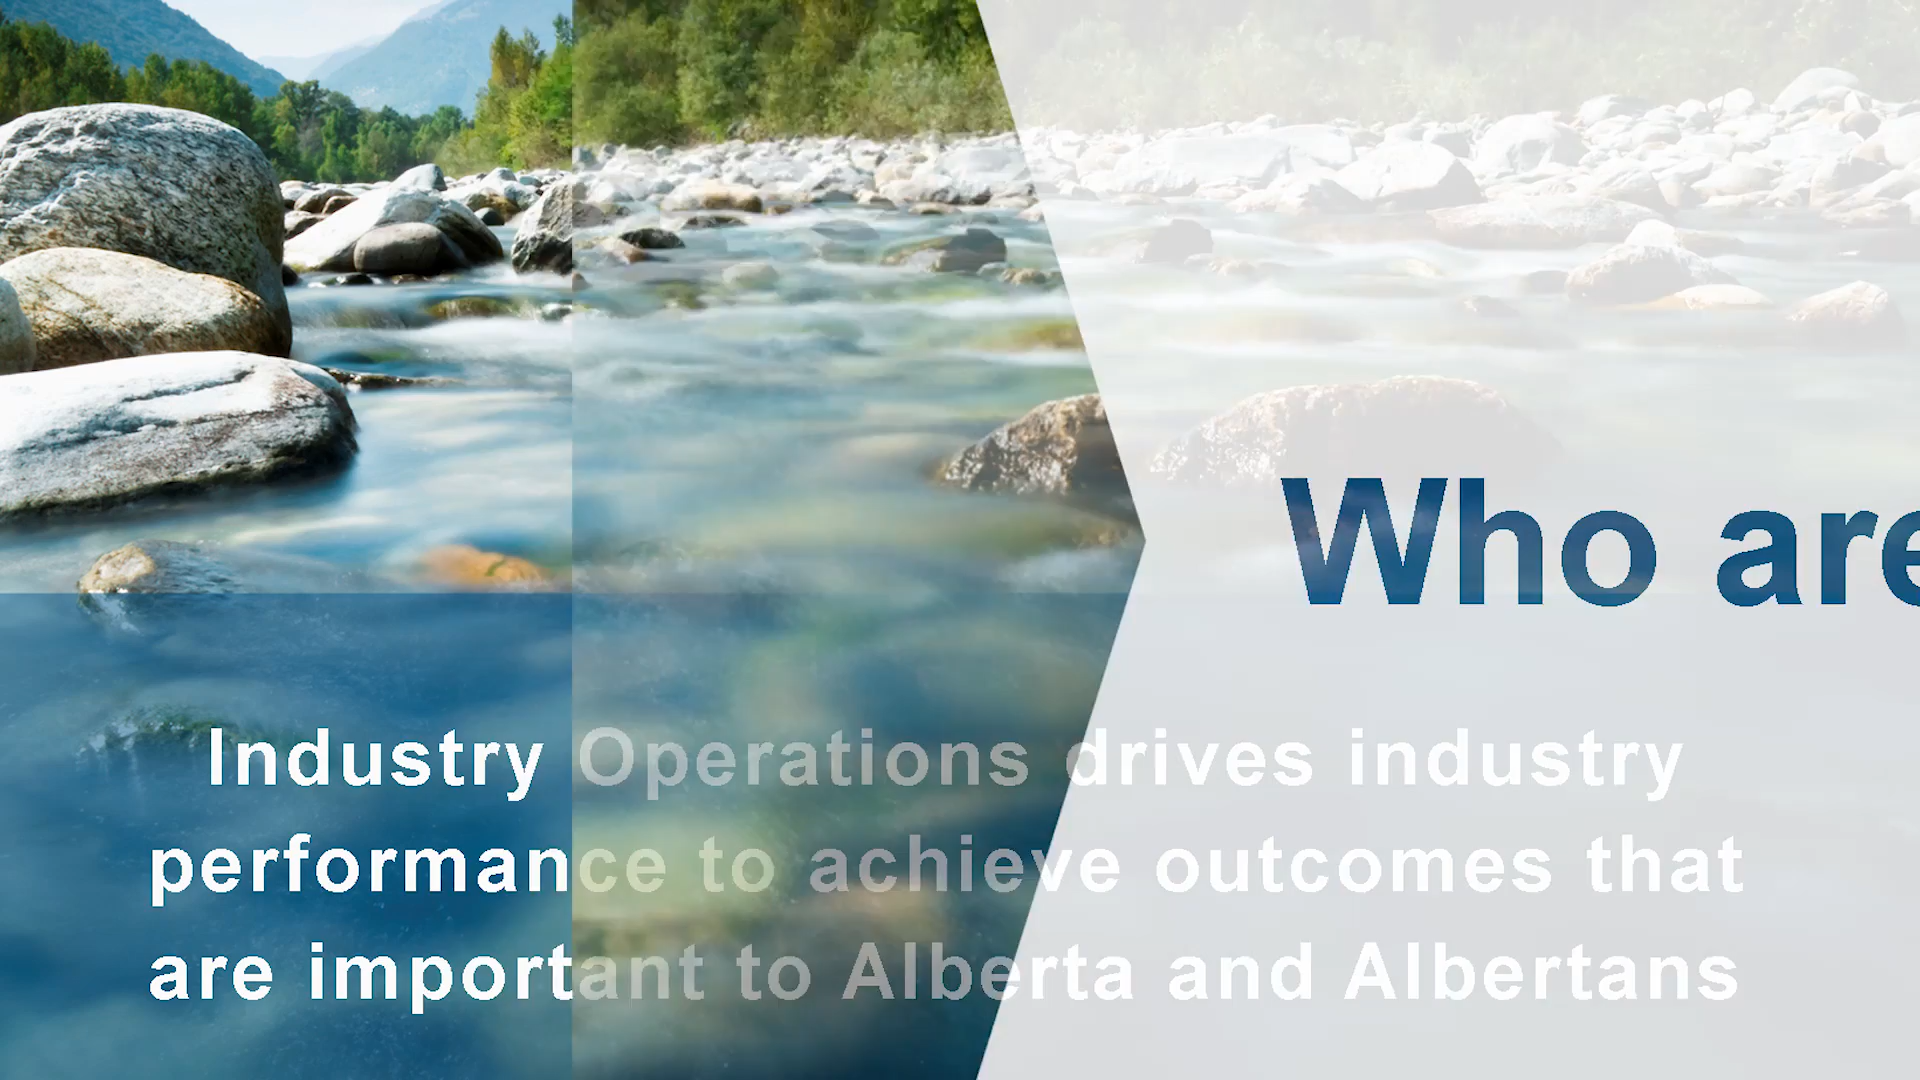 Who are
Industry Operations drives industry
performance to achieve outcomes that
are important to Alberta and Albertans